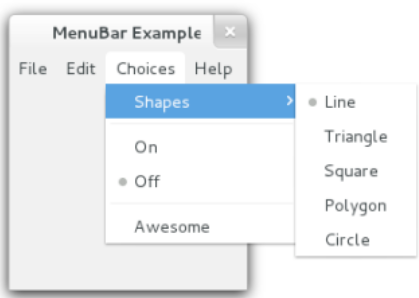 MenuBar Example
File Edit Choices Help
Shapes
On
Off
Awesome
Line
Triangle
Square
Polygon
Circle